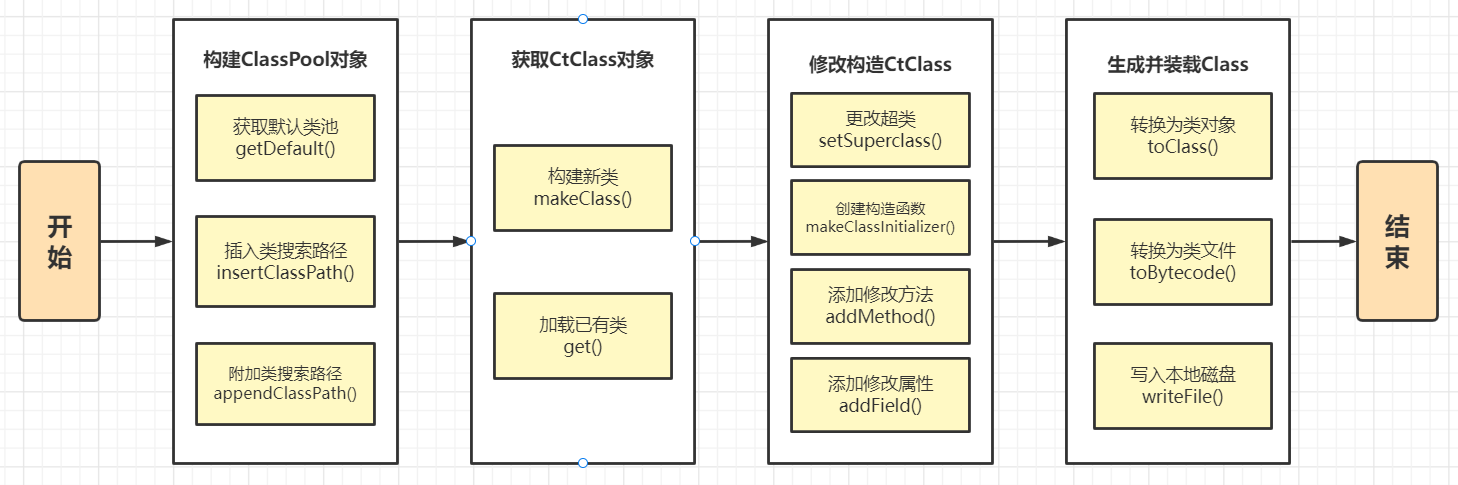 开
始
构建ClassPool对象
获取默认类池
getDefault()
插入类搜索路径
insertClassPath()
附加类搜索路径
appendClassPath()
获取CtClass对象
构建新类
makeClass()
加载已有类
get()
修改构造CtClass
更改超类
setSuperclass()
创建构造函数
makeClassInitializer()
添加修改方法
addMethod()
添加修改属性
addField()
生成并装载Class
转换为类对象
toClass()
转换为类文件
toBytecode()
写入本地磁盘
writeFile()
结
束